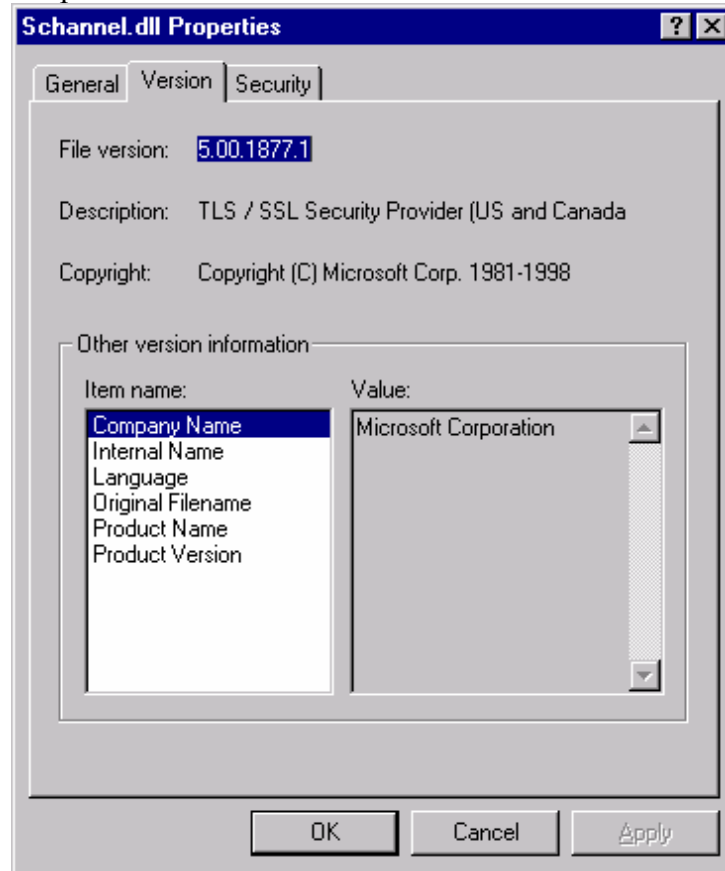 Schannel.dll Properties
General Version Security
File version: 5.00.1877.1
Description: TLS / SSL Security Provider (US and Canada
Copyright: Copyright (C) Microsoft Corp. 1981-1998
Other version information
Item name: Value:
Company Name Microsoft Corporation
Internal Name
Language
Original Filename
Product Name
Product Version
OK Cancel Apply